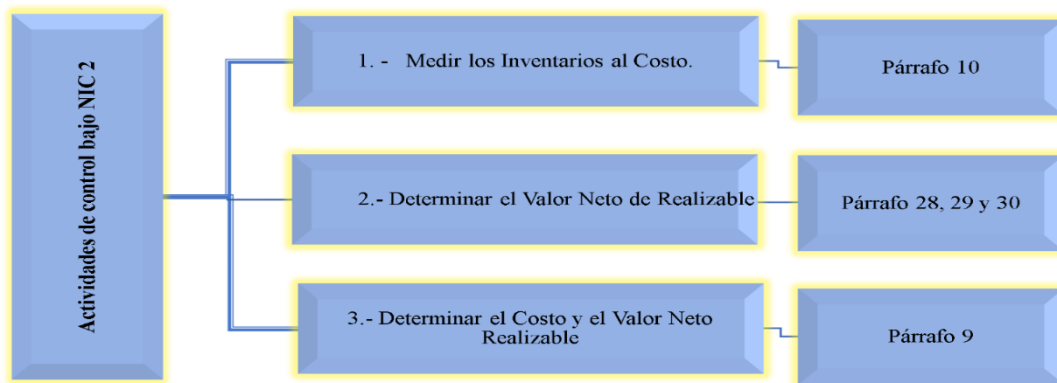 Actividades de control bajo NIC 2
1. - Medir los Inventarios al Costo.
Párrafo 10
2.- Determinar el Valor Neto de Realizable
Párrafo 28, 29 y 30
3.- Determinar el Costo y el Valor Neto
Realizable
Párrafo 9